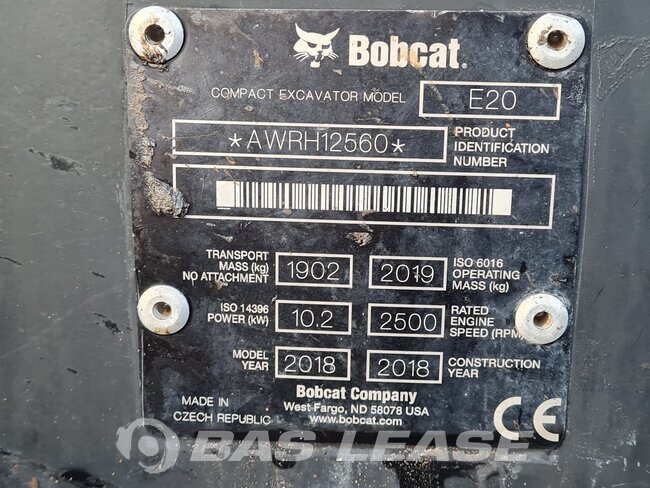 Bobcat
COMPACT EXCAVATOR MODEL E20
*AWRH12560* PRODUCT IDENTIFICATION NUMBER
TRANSPORT MASS (kg) NO ATTACHMENT 1902 2019 ISO 6016 OPERATING MASS (kg)
ISO 14396 POWER (kW) 10.2 2500 RATED ENGINE SPEED (RPM)
MODEL YEAR 2018 2018 CONSTRUCTION YEAR
Bobcat Company
West Fargo, ND 58078 USA
www.bobcat.com
MADE IN
CZECH REPUBLIC
CE
BAS LEASE